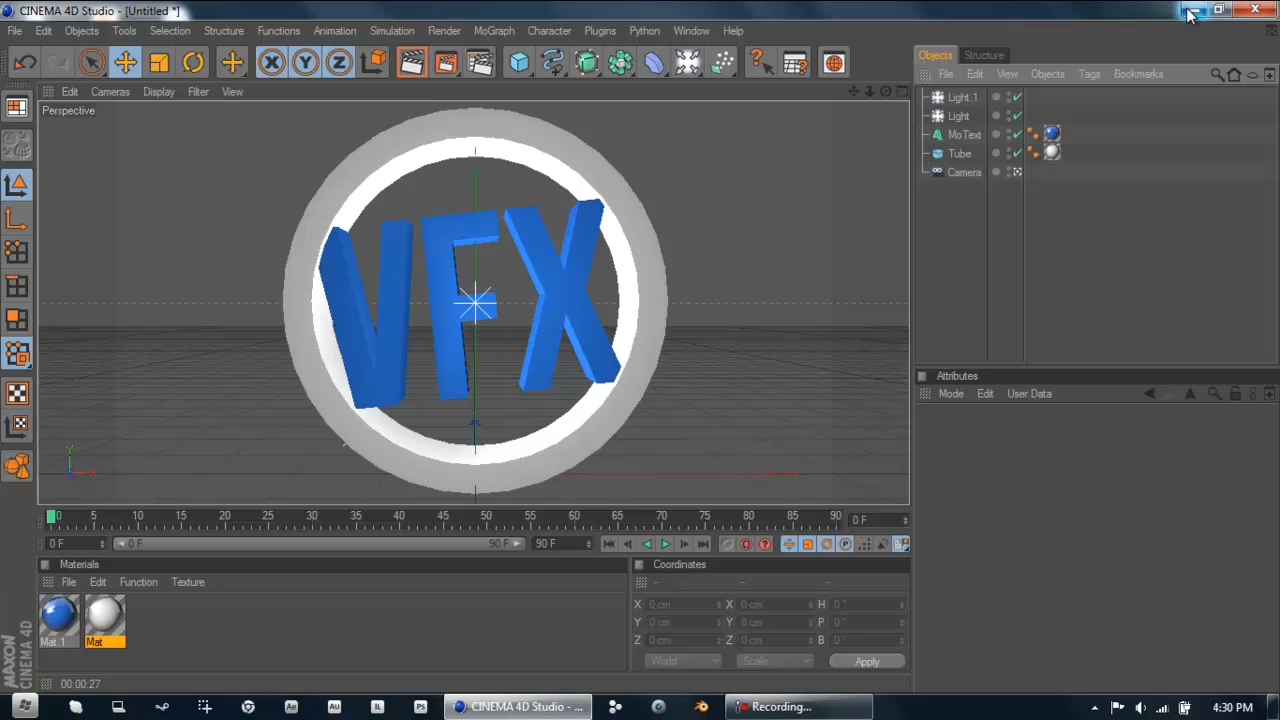 CINEMA 4D Studio - [Untitled *]
File Edit Objects Tools Selection Structure Functions Animation Simulation Render MoGraph Character Plugins Python Window Help
X Y Z
Objects Structure
File Edit View Objects Tags Bookmarks
Edit Cameras Display Filter View
Perspective
Light.1
Light
MoText
Tube
Camera
VFX
Y
X
Attributes
Mode Edit User Data
0 5 10 15 20 25 30 35 40 45 50 55 60 65 70 75 80 85 90 0 F
0 F 0 F 90 F 90 F
Materials
File Edit Function Texture
Mat.1 Mat
Coordinates
-- -- --
X 0 cm X 0 cm H 0 °
Y 0 cm Y 0 cm P 0 °
Z 0 cm Z 0 cm B 0 °
World Scale Apply
MAXON
CINEMA 4D
00:00:27
Ae Au IL Ps CINEMA 4D Studio - ... Recording... 4:30 PM